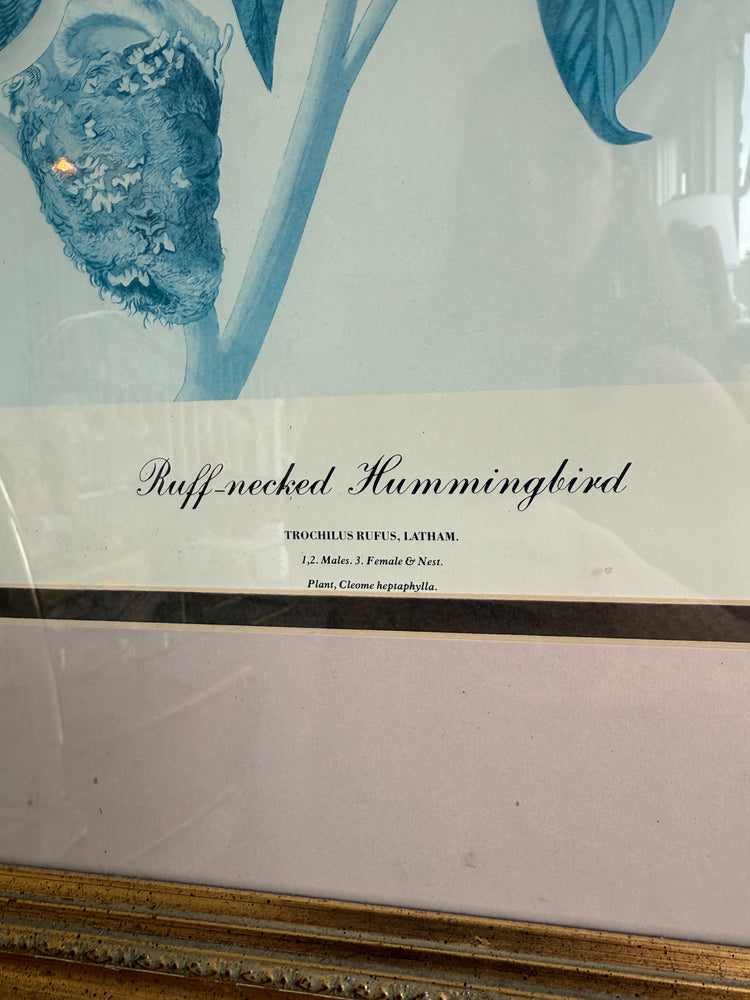 Ruff-necked Hummingbird
TROCHILUS RUFUS, LATHAM.
1,2. Males. 3. Female & Nest.
Plant, Cleome heptaphylla.